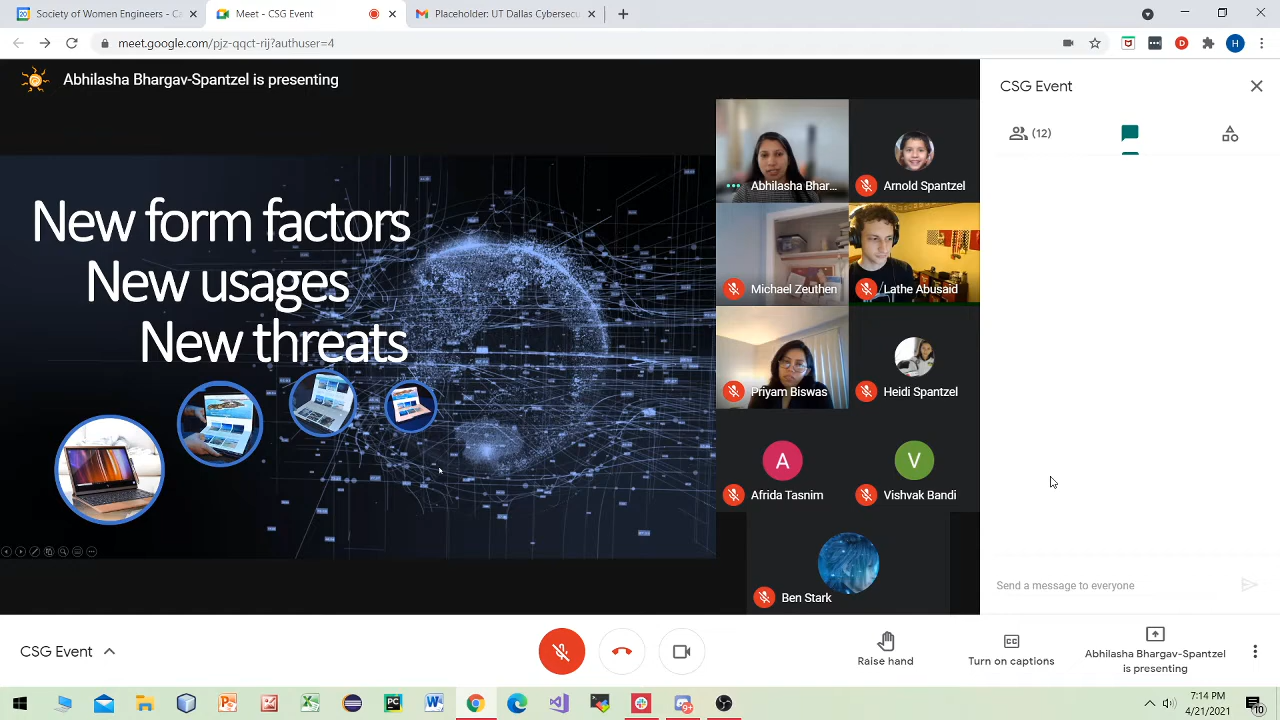 Society of Women Engineers - Ca
Meet - CSG Event
Placeholder: UT Dallas Cybersecu
meet.google.com/pjz-qqct-rij?authuser=4
Abhilasha Bhargav-Spantzel is presenting
New form factors
New usages
New threats
Abhilasha Bhar...
Arnold Spantzel
Michael Zeuthen
Lathe Abusaid
Priyam Biswas
Heidi Spantzel
A
V
Afrida Tasnim
Vishvak Bandi
Ben Stark
CSG Event
(12)
Send a message to everyone
CSG Event
Raise hand
Turn on captions
Abhilasha Bhargav-Spantzel
is presenting
7:14 PM
4/21/2021